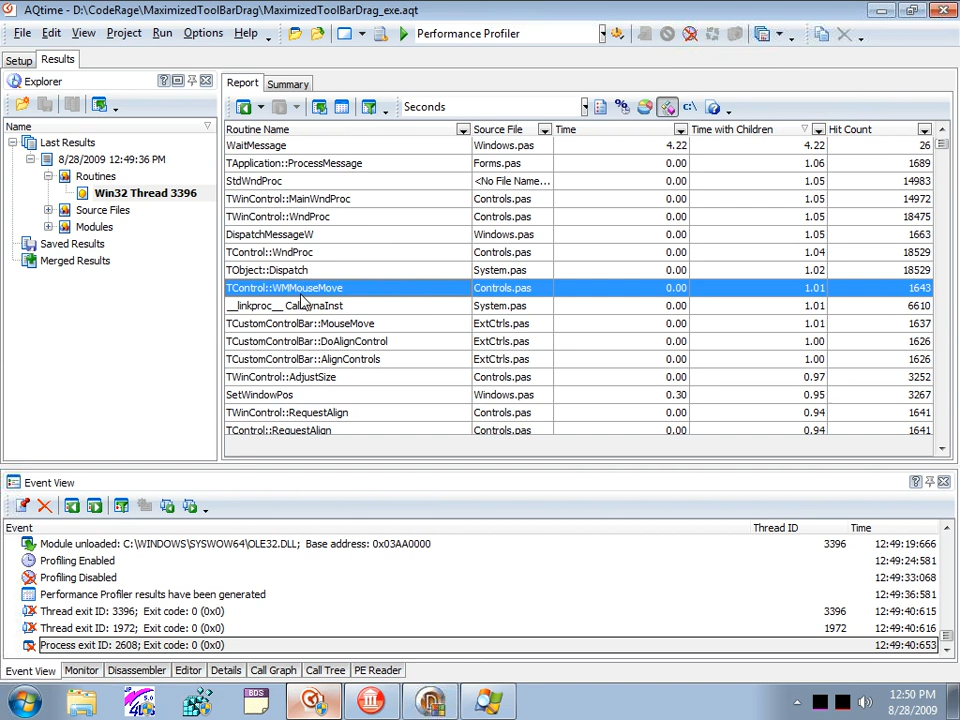 AQtime - D:\CodeRage\MaximizedToolBarDrag\MaximizedToolBarDrag_exe.aqt
File Edit View Project Run Options Help Performance Profiler
Setup Results
Explorer
Report Summary
Seconds
Name
Last Results
8/28/2009 12:49:36 PM
Routines
Win32 Thread 3396
Source Files
Modules
Saved Results
Merged Results
Routine Name Source File Time Time with Children Hit Count
WaitMessage Windows.pas 4.22 4.22 26
TApplication::ProcessMessage Forms.pas 0.00 1.06 1689
StdWndProc <No File Name... 0.00 1.05 14983
TWinControl::MainWndProc Controls.pas 0.00 1.05 14972
TWinControl::WndProc Controls.pas 0.00 1.05 18475
DispatchMessageW Windows.pas 0.00 1.05 1663
TControl::WndProc Controls.pas 0.00 1.04 18529
TObject::Dispatch System.pas 0.00 1.02 18529
TControl::WMMouseMove Controls.pas 0.00 1.01 1643
__linkproc__ CallDynaInst System.pas 0.00 1.01 6610
TCustomControlBar::MouseMove ExtCtrls.pas 0.00 1.01 1637
TCustomControlBar::DoAlignControl ExtCtrls.pas 0.00 1.00 1626
TCustomControlBar::AlignControls ExtCtrls.pas 0.00 1.00 1626
TWinControl::AdjustSize Controls.pas 0.00 0.97 3252
SetWindowPos Windows.pas 0.30 0.95 3267
TWinControl::RequestAlign Controls.pas 0.00 0.94 1641
TControl::RequestAlign Controls.pas 0.00 0.94 1641
Event View
Event Thread ID Time
Module unloaded: C:\WINDOWS\SYSWOW64\OLE32.DLL; Base address: 0x03AA0000 3396 12:49:19:666
Profiling Enabled 12:49:24:581
Profiling Disabled 12:49:33:068
Performance Profiler results have been generated 12:49:36:581
Thread exit ID: 3396; Exit code: 0 (0x0) 3396 12:49:40:615
Thread exit ID: 1972; Exit code: 0 (0x0) 1972 12:49:40:616
Process exit ID: 2608; Exit code: 0 (0x0) 12:49:40:653
Event View Monitor Disassembler Editor Details Call Graph Call Tree PE Reader
BDS
12:50 PM
8/28/2009